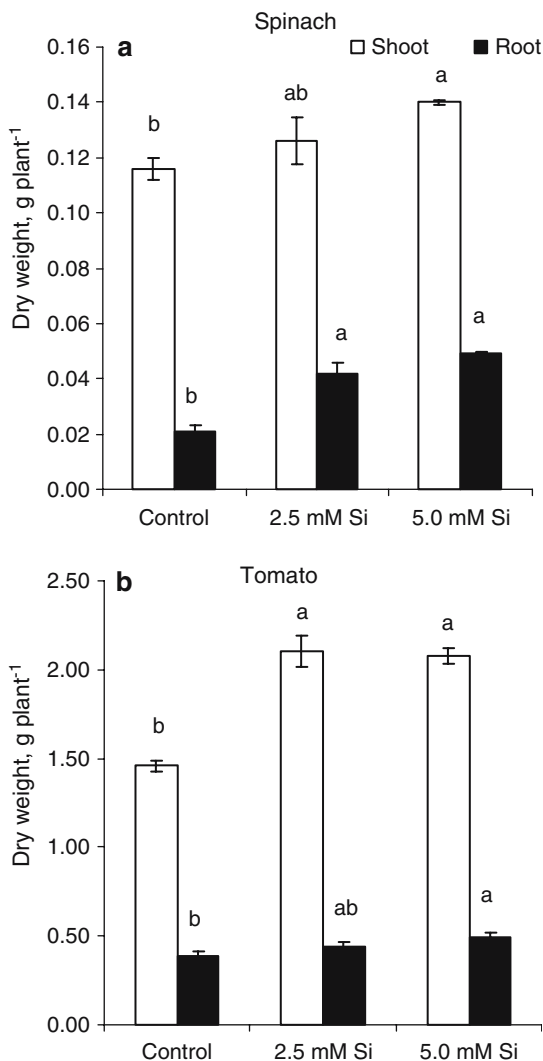 Spinach
a
Shoot Root
0.16
0.14
0.12
0.10
0.08
0.06
0.04
0.02
0.00
Dry weight, g plant-1
b
b
ab
a
a
a
Control 2.5 mM Si 5.0 mM Si
b
Tomato
2.50
2.00
1.50
1.00
0.50
0.00
Dry weight, g plant-1
b
b
a
ab
a
a
Control 2.5 mM Si 5.0 mM Si